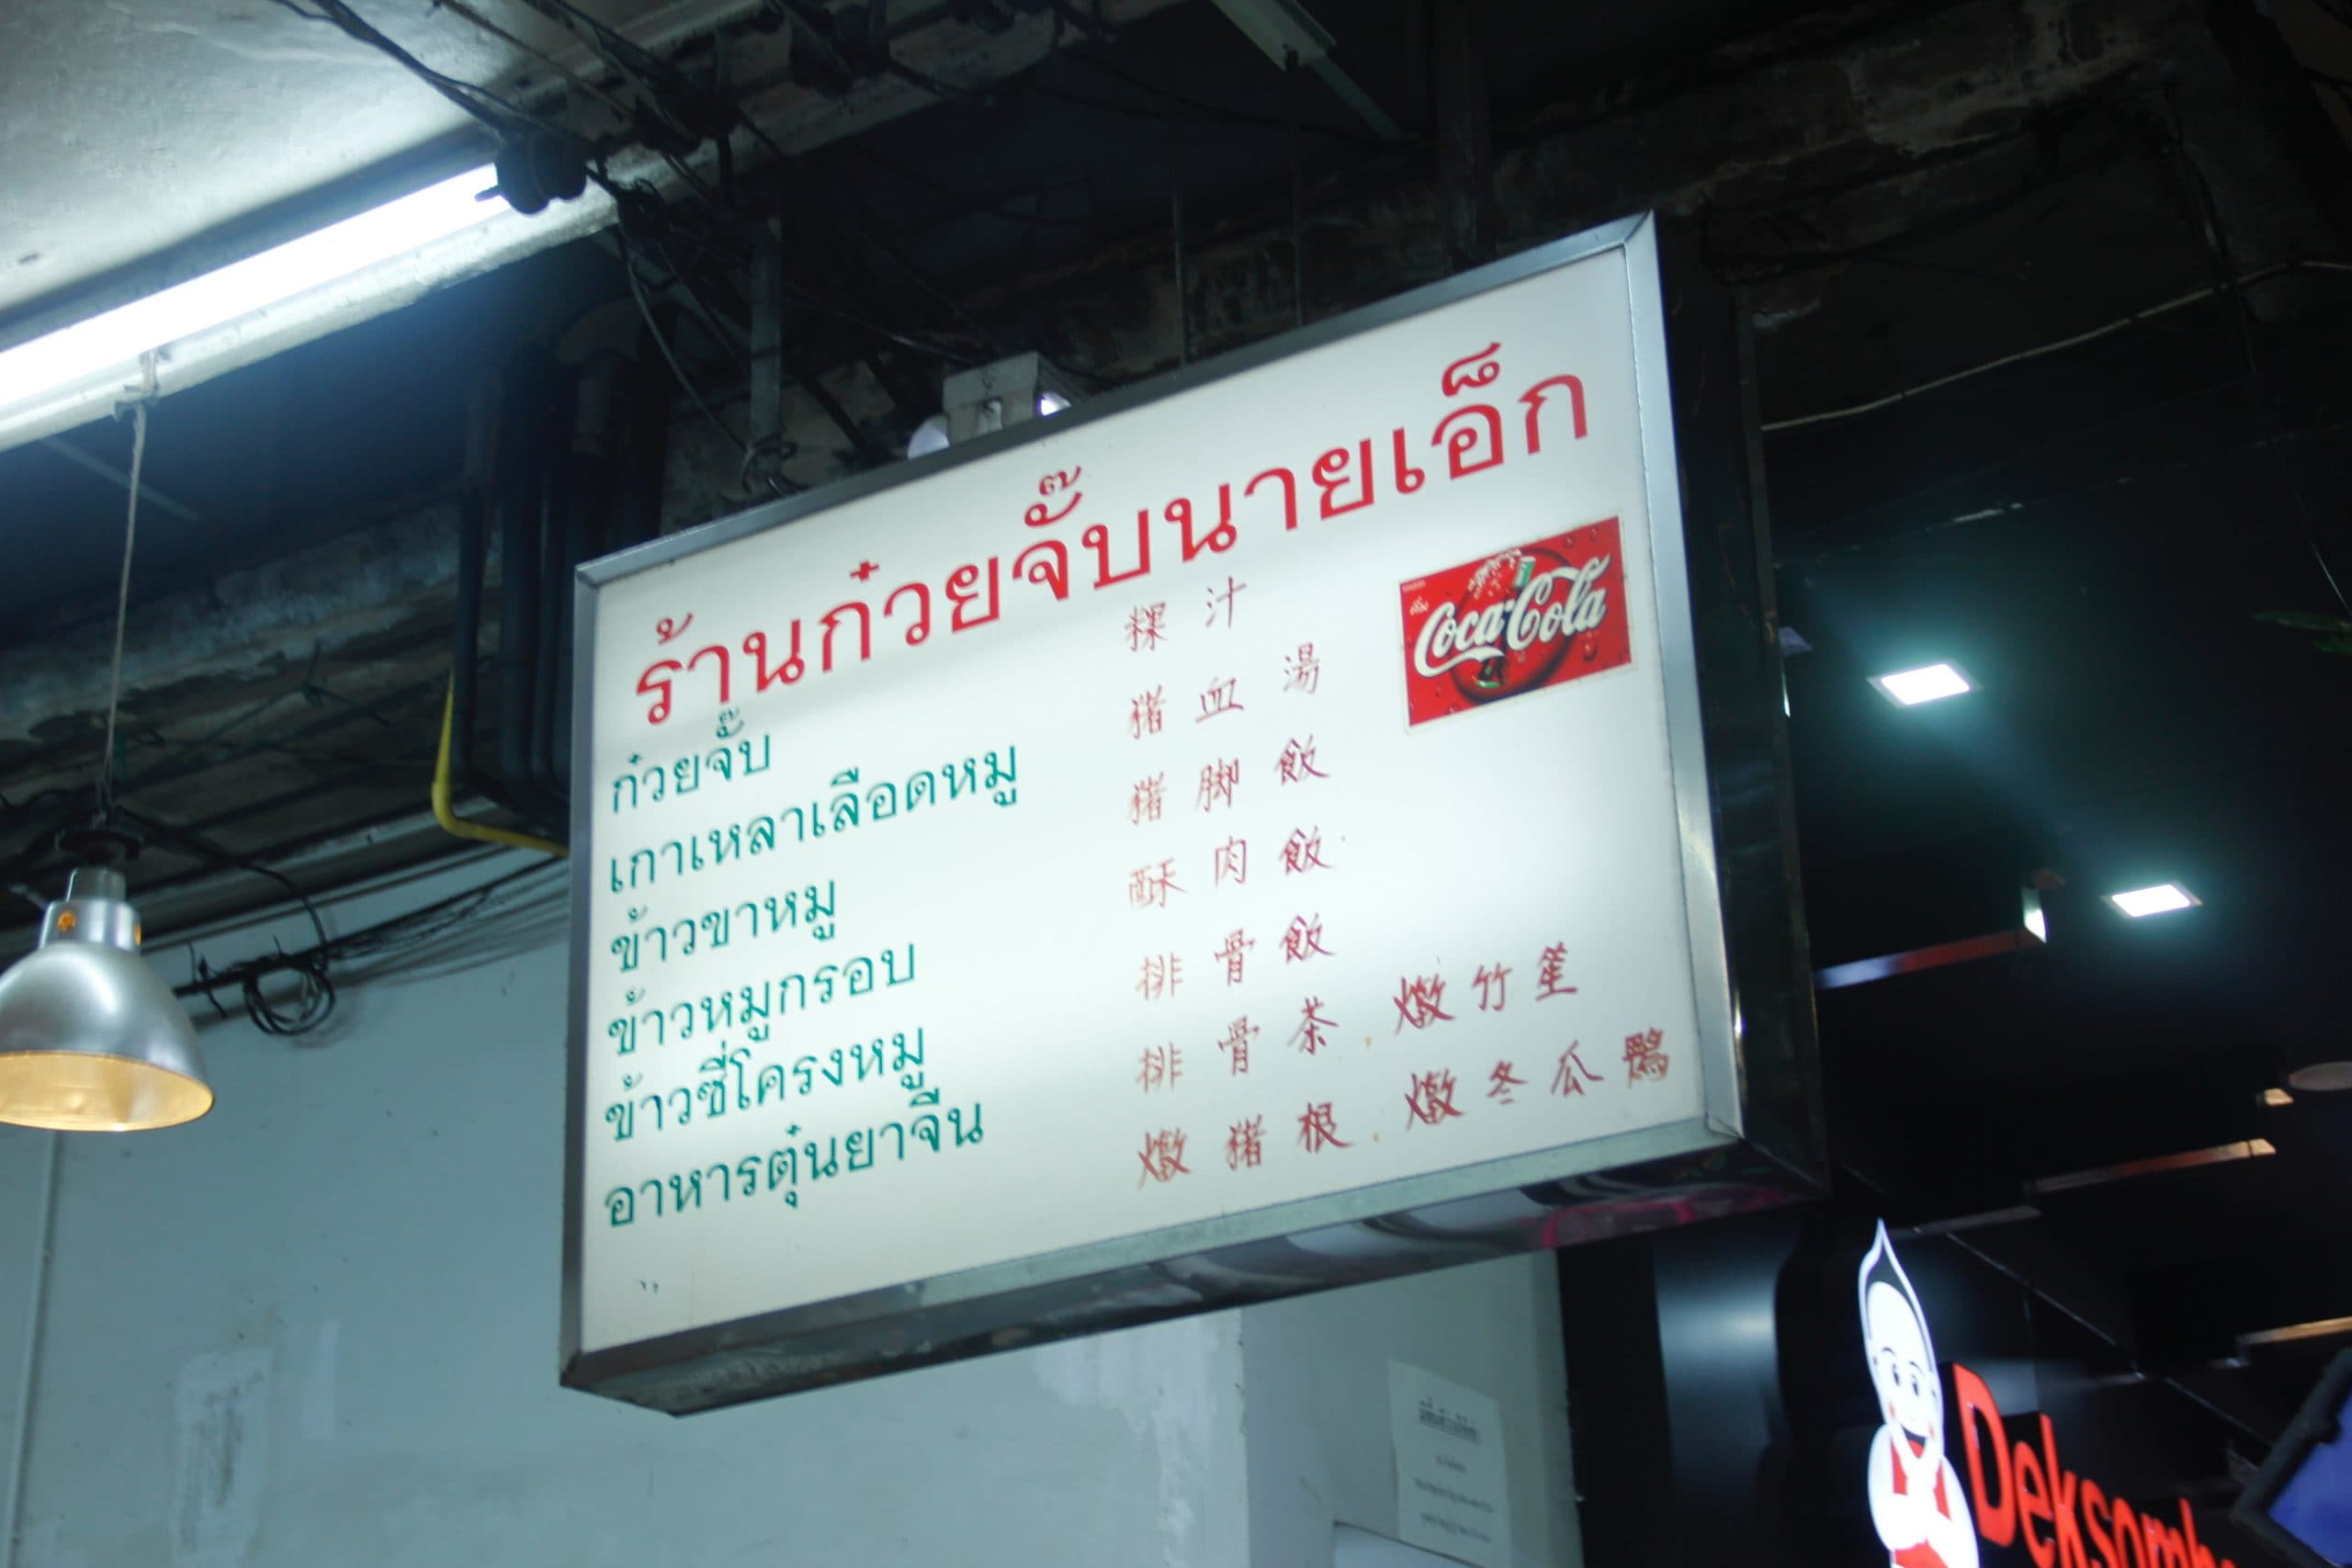 ร้านก๋วยจั๊บนายเอ็ก
ก๋วยจั๊บ 粿汁
เกาเหลาเลือดหมู 猪血湯
ข้าวขาหมู 猪脚飯
ข้าวหมูกรอบ 酥肉飯
ข้าวซี่โครงหมู 排骨飯
อาหารตุ๋นยาจีน 排骨茶.燉竹笙
燉猪根.燉冬瓜鴨
Coca-Cola